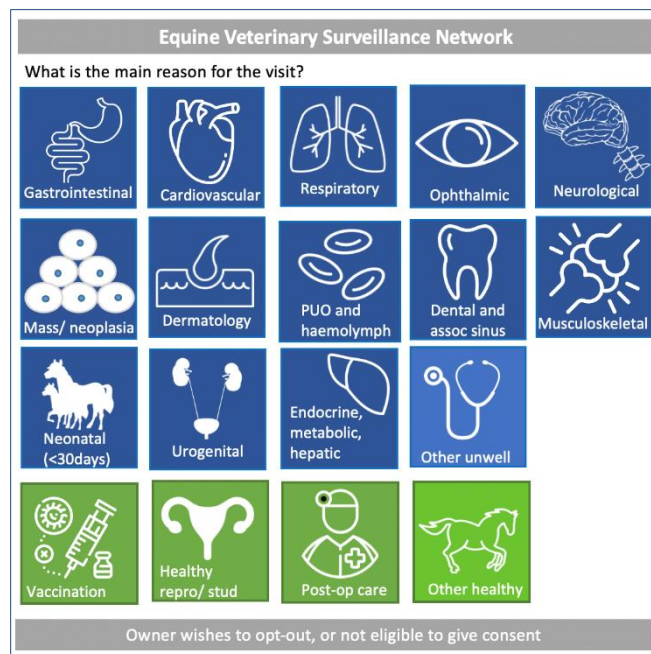 Equine Veterinary Surveillance Network
What is the main reason for the visit?
Gastrointestinal
Cardiovascular
Respiratory
Ophthalmic
Neurological
Mass/ neoplasia
Dermatology
PUO and
haemolymph
Dental and
assoc sinus
Musculoskeletal
Neonatal
(<30days)
Urogenital
Endocrine,
metabolic,
hepatic
Other unwell
Vaccination
Healthy
repro/ stud
Post-op care
Other healthy
Owner wishes to opt-out, or not eligible to give consent